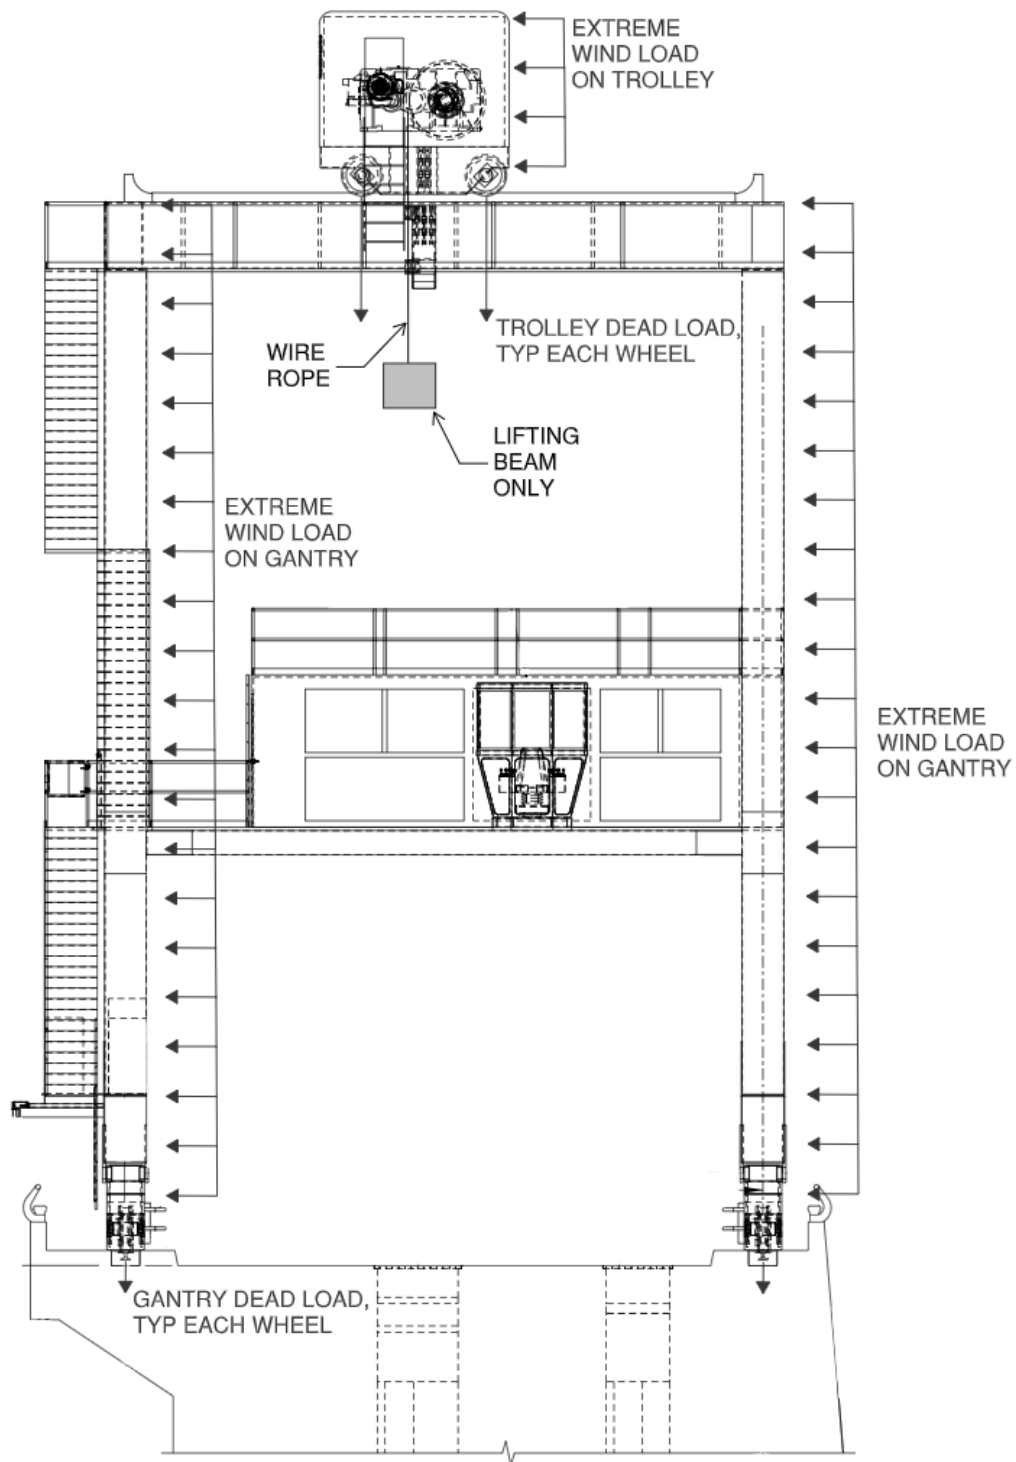 EXTREME
WIND LOAD
ON TROLLEY
TROLLEY DEAD LOAD,
TYP EACH WHEEL
WIRE
ROPE
LIFTING
BEAM
ONLY
EXTREME
WIND LOAD
ON GANTRY
EXTREME
WIND LOAD
ON GANTRY
GANTRY DEAD LOAD,
TYP EACH WHEEL